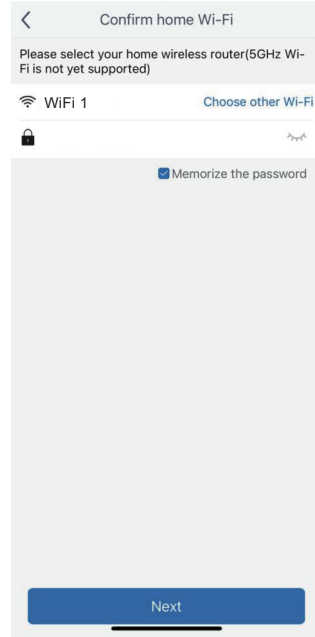 Confirm home Wi-Fi
Please select your home wireless router(5GHz Wi-
Fi is not yet supported)
WiFi 1 Choose other Wi-Fi
Memorize the password
Next